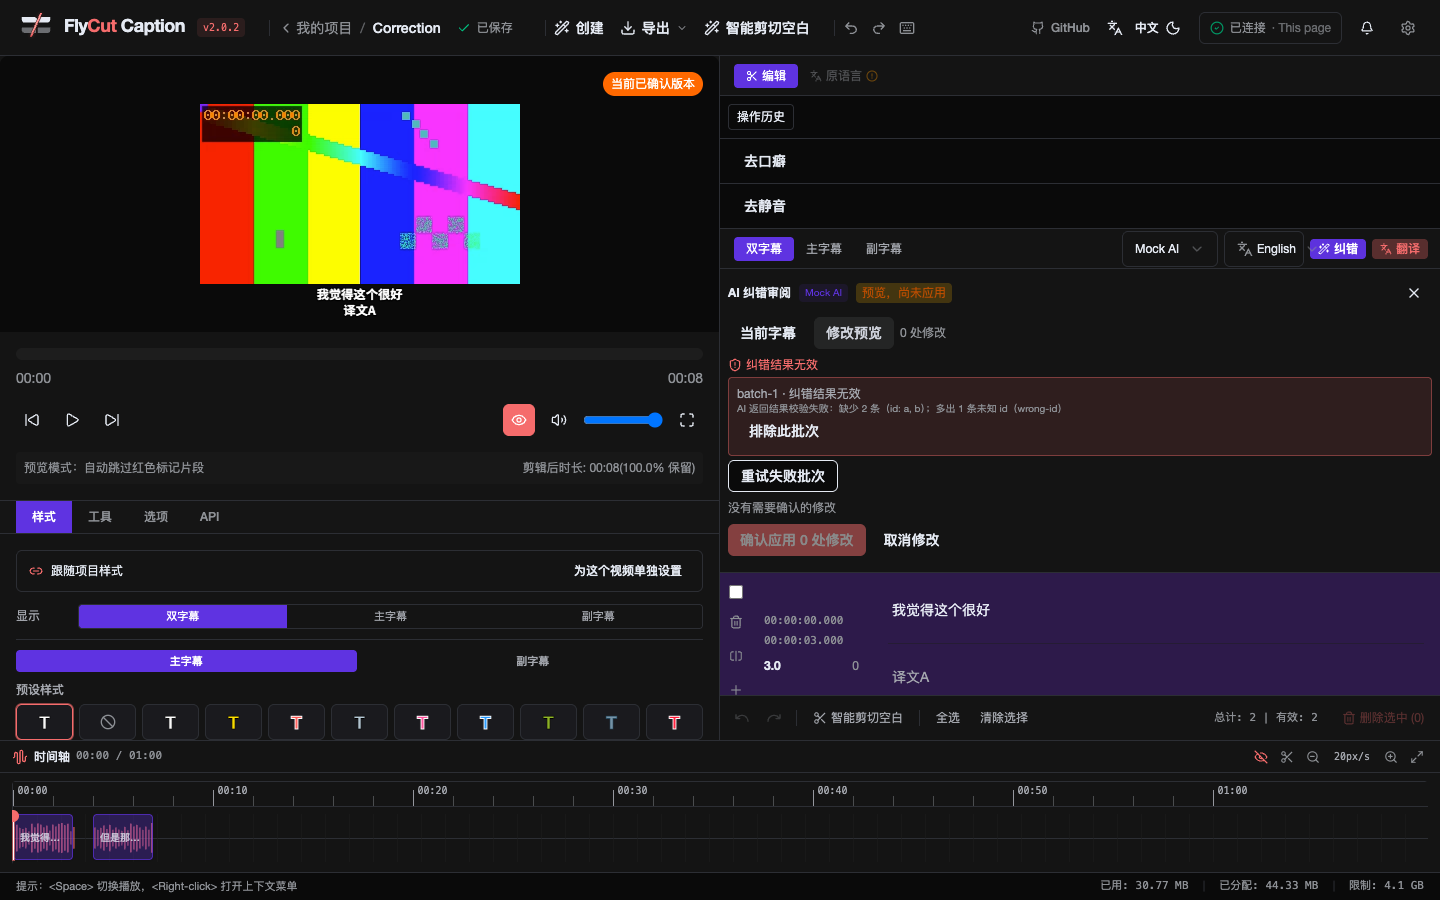 FlyCut Caption v2.0.2 我的项目 / Correction 已保存 创建 导出 智能剪切空白 GitHub 中文 已连接 · This page
当前已确认版本
00:00:00.000
0
我觉得这个很好
译文A
00:00 00:08
预览模式：自动跳过红色标记片段 剪辑后时长: 00:08(100.0% 保留)
样式 工具 选项 API
跟随项目样式 为这个视频单独设置
显示 双字幕 主字幕 副字幕
主字幕 副字幕
预设样式
T T T T T T T T T T
编辑 原语言
操作历史
去口癖
去静音
双字幕 主字幕 副字幕 Mock AI English 纠错 翻译
AI 纠错审阅 Mock AI 预览，尚未应用
当前字幕 修改预览 0 处修改
纠错结果无效
batch-1 · 纠错结果无效
AI 返回结果校验失败：缺少 2 条（id: a, b）；多出 1 条未知 id（wrong-id）
排除此批次
重试失败批次
没有需要确认的修改
确认应用 0 处修改 取消修改
我觉得这个很好
00:00:00.000
00:00:03.000
3.0 0
译文A
智能剪切空白 全选 清除选择 总计: 2 | 有效: 2 删除选中 (0)
时间轴 00:00 / 01:00 20px/s
00:00 00:10 00:20 00:30 00:40 00:50 01:00
我觉得... 但是那...
提示：<Space> 切换播放，<Right-click> 打开上下文菜单 已用: 30.77 MB 已分配: 44.33 MB 限制: 4.1 GB